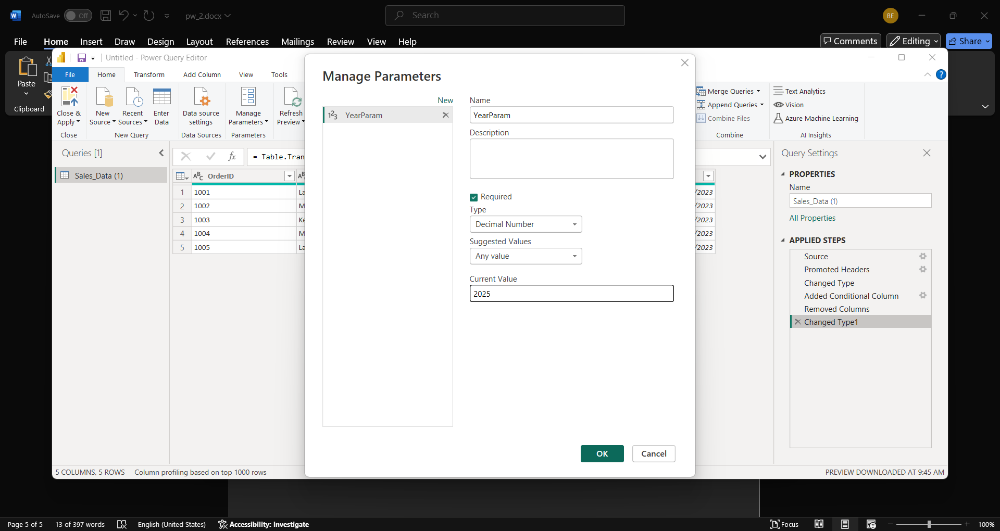 AutoSave Off pw_2.docx Search BE
File Home Insert Draw Design Layout References Mailings Review View Help Comments Editing Share
Paste
Clipboard
Untitled - Power Query Editor
File Home Transform Add Column View Tools
Close & Apply
Close
New Source
Recent Sources
Enter Data
New Query
Data source settings
Data Sources
Manage Parameters
Parameters
Refresh Preview
Merge Queries
Append Queries
Combine Files
Combine
Text Analytics
Vision
Azure Machine Learning
AI Insights
Queries [1]
Sales_Data (1)
fx = Table.Tran
ABC OrderID
1 1001 La /2023
2 1002 M /2023
3 1003 Ke /2023
4 1004 M /2023
5 1005 La /2023
Manage Parameters
New
123 YearParam
Name
YearParam
Description
Required
Type
Decimal Number
Suggested Values
Any value
Current Value
2025
OK Cancel
Query Settings
PROPERTIES
Name
Sales_Data (1)
All Properties
APPLIED STEPS
Source
Promoted Headers
Changed Type
Added Conditional Column
Removed Columns
Changed Type1
5 COLUMNS, 5 ROWS Column profiling based on top 1000 rows PREVIEW DOWNLOADED AT 9:45 AM
Page 5 of 5 13 of 397 words English (United States) Accessibility: Investigate Focus 100%